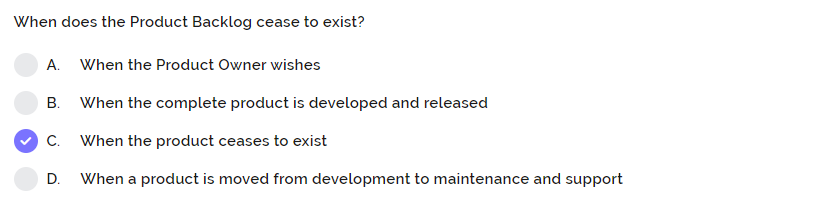 When does the Product Backlog cease to exist?
A. When the Product Owner wishes
B. When the complete product is developed and released
C. When the product ceases to exist
D. When a product is moved from development to maintenance and support